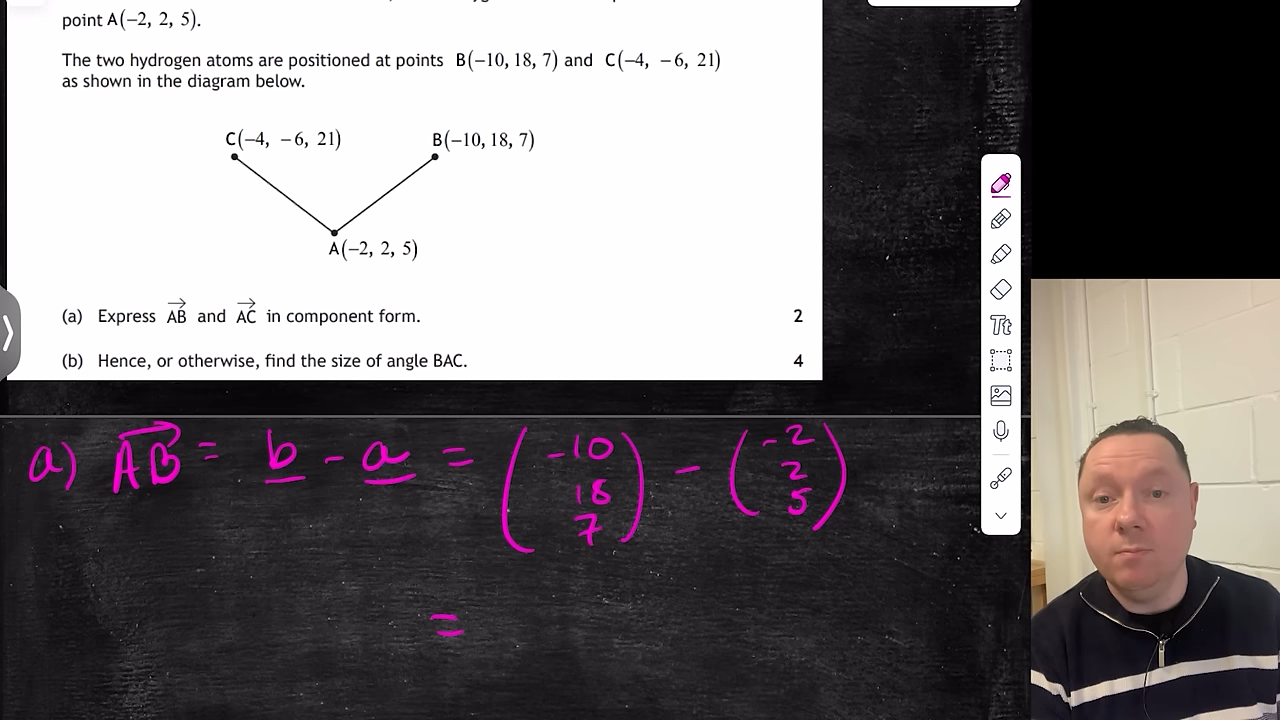 point A(−2, 2, 5).
The two hydrogen atoms are positioned at points B(−10, 18, 7) and C(−4, −6, 21)
as shown in the diagram below.
C(−4, −6, 21) B(−10, 18, 7)
A(−2, 2, 5)
(a) Express AB and AC in component form. 2
(b) Hence, or otherwise, find the size of angle BAC. 4
Tt
a) AB = b - a = (-10 18 7) - (-2 2 5)
=